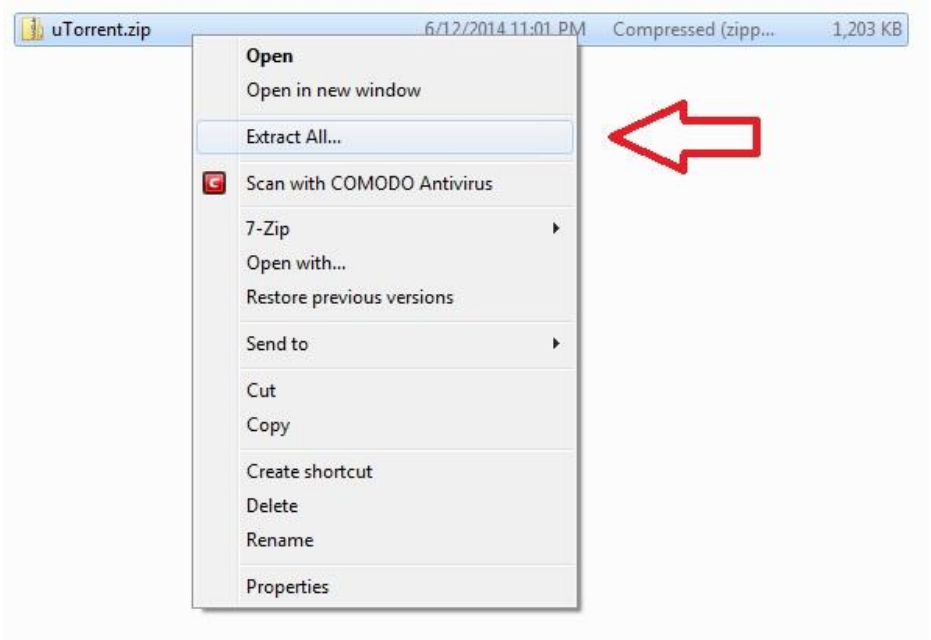 uTorrent.zip 6/12/2014 11:01 PM Compressed (zipp... 1,203 KB
Open
Open in new window
Extract All...
Scan with COMODO Antivirus
7-Zip
Open with...
Restore previous versions
Send to
Cut
Copy
Create shortcut
Delete
Rename
Properties